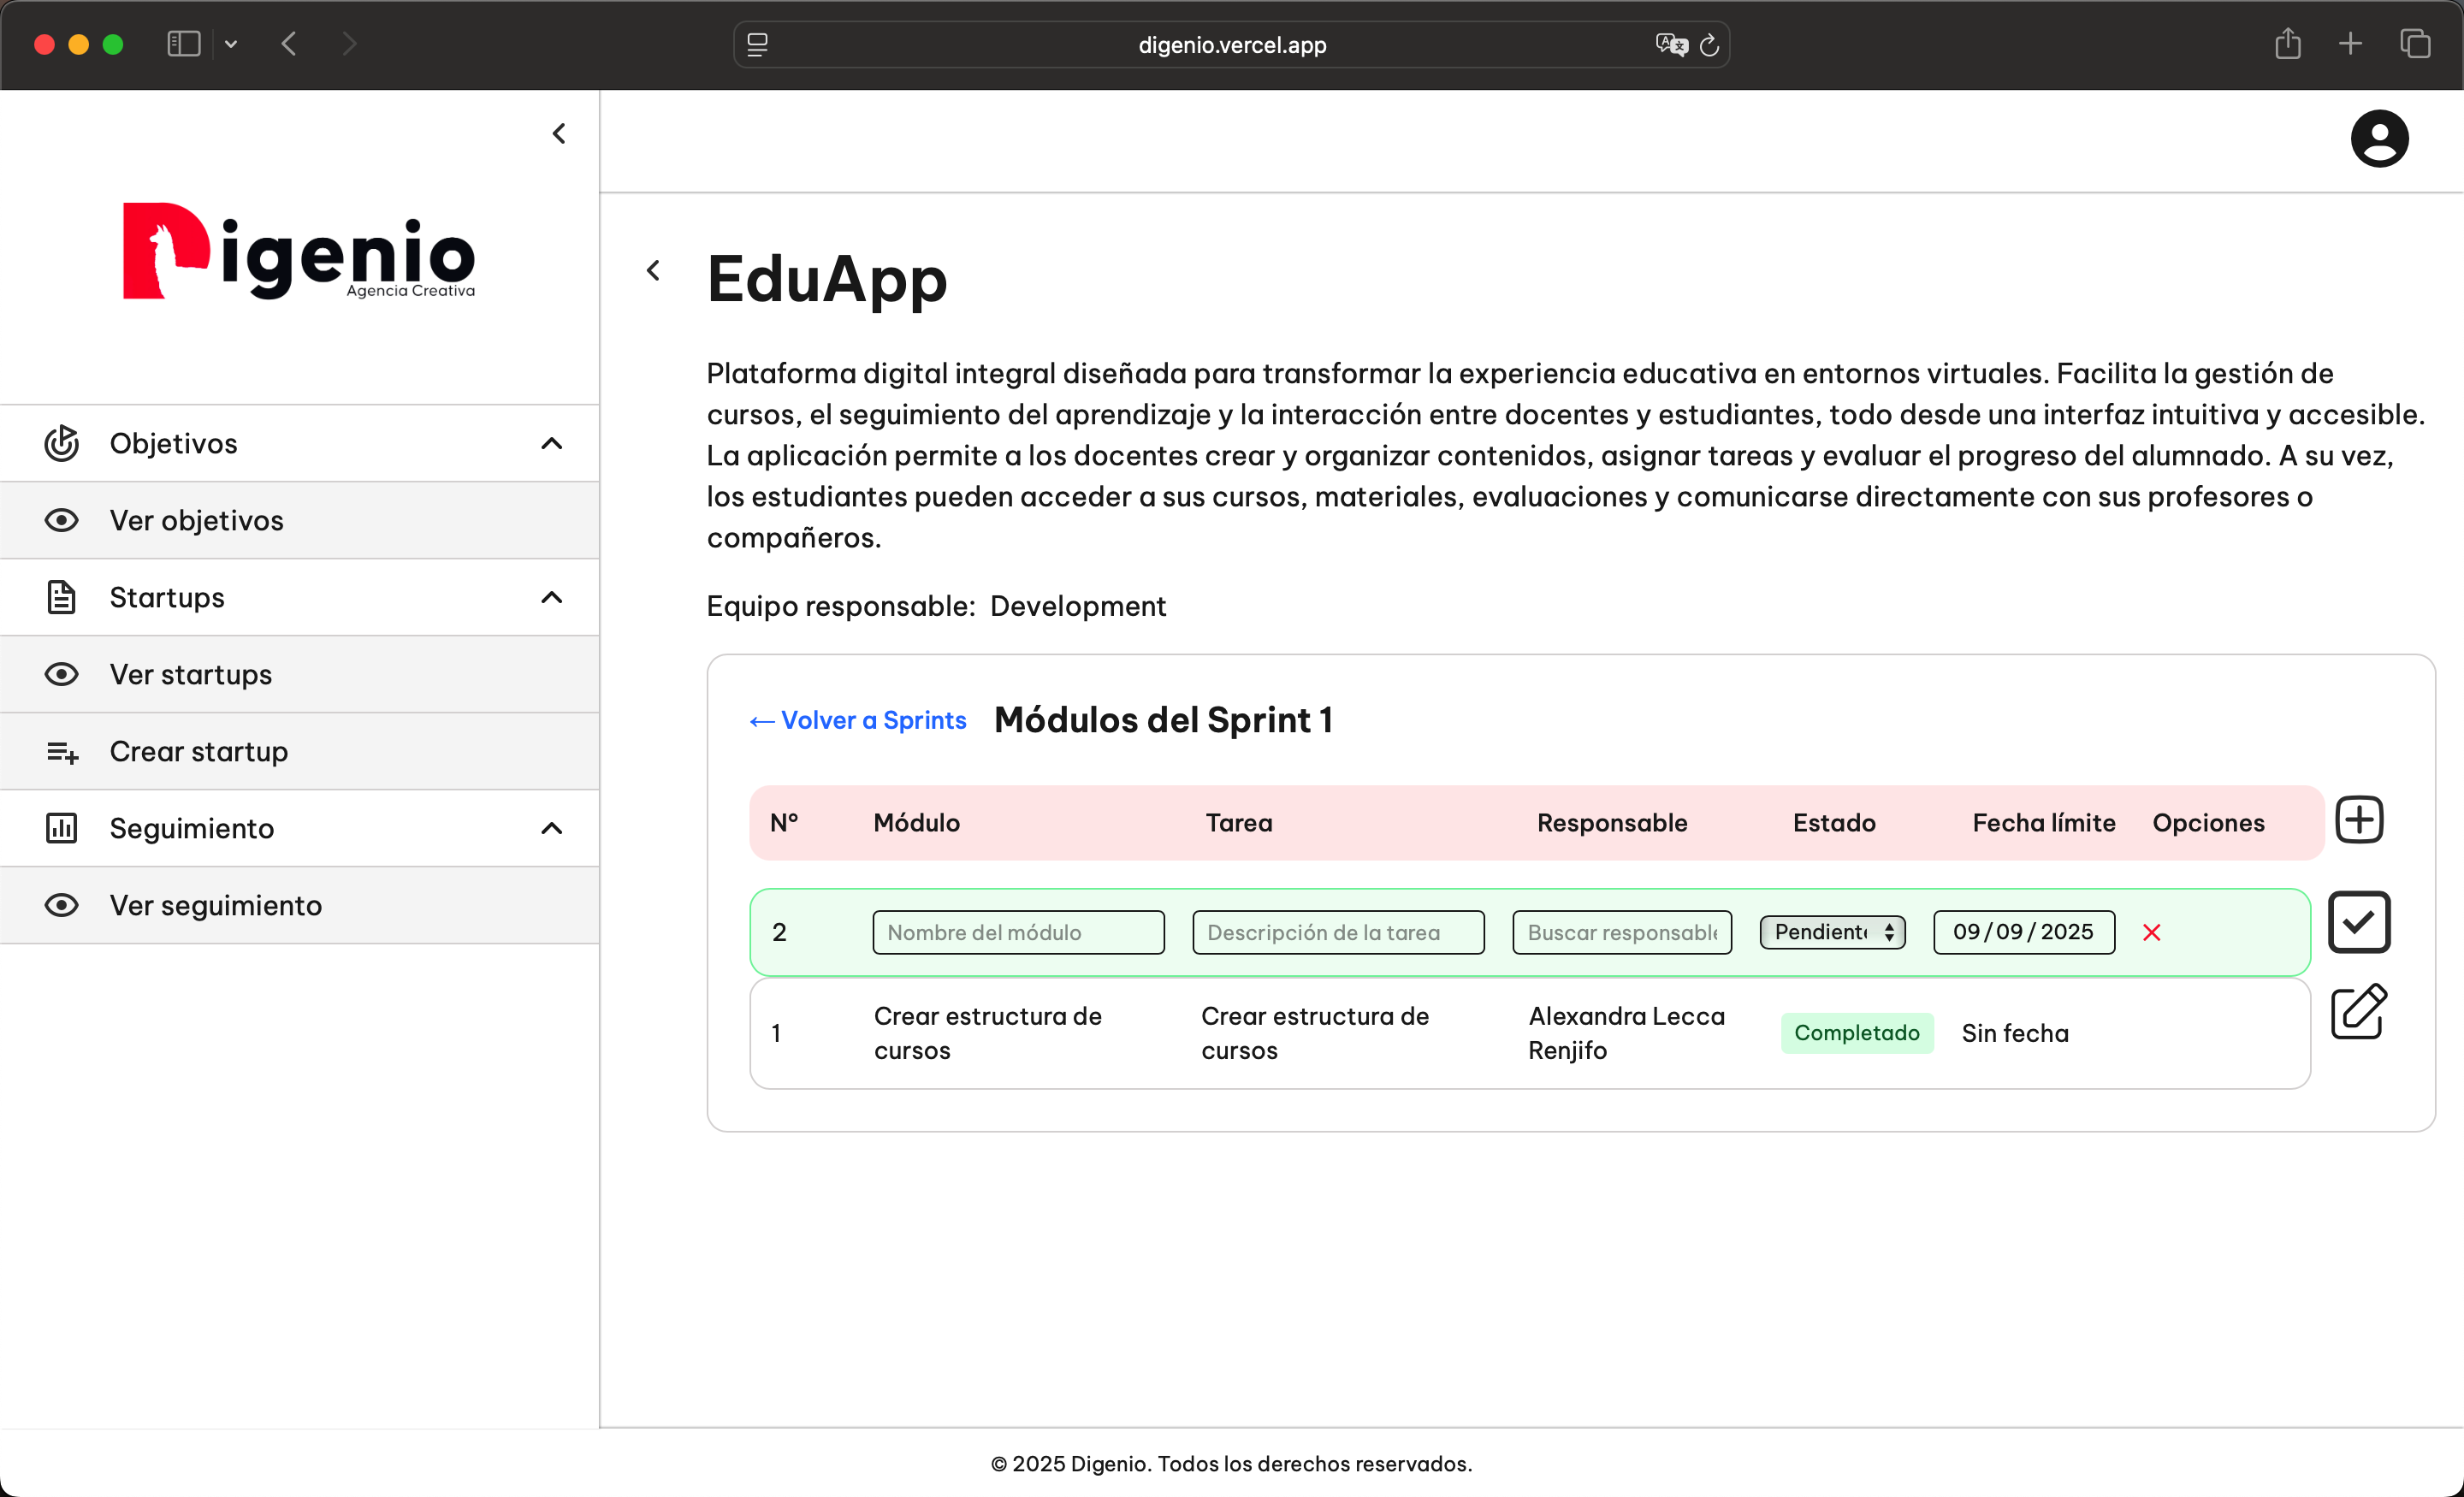 digenio.vercel.app
Digenio
Agencia Creativa
Objetivos
Ver objetivos
Startups
Ver startups
Crear startup
Seguimiento
Ver seguimiento
EduApp
Plataforma digital integral diseñada para transformar la experiencia educativa en entornos virtuales. Facilita la gestión de
cursos, el seguimiento del aprendizaje y la interacción entre docentes y estudiantes, todo desde una interfaz intuitiva y accesible.
La aplicación permite a los docentes crear y organizar contenidos, asignar tareas y evaluar el progreso del alumnado. A su vez,
los estudiantes pueden acceder a sus cursos, materiales, evaluaciones y comunicarse directamente con sus profesores o
compañeros.
Equipo responsable: Development
← Volver a Sprints Módulos del Sprint 1
N° Módulo Tarea Responsable Estado Fecha límite Opciones
2 Nombre del módulo Descripción de la tarea Buscar responsable Pendiente 09/09/2025
1 Crear estructura de cursos Crear estructura de cursos Alexandra Lecca Renjifo Completado Sin fecha
© 2025 Digenio. Todos los derechos reservados.